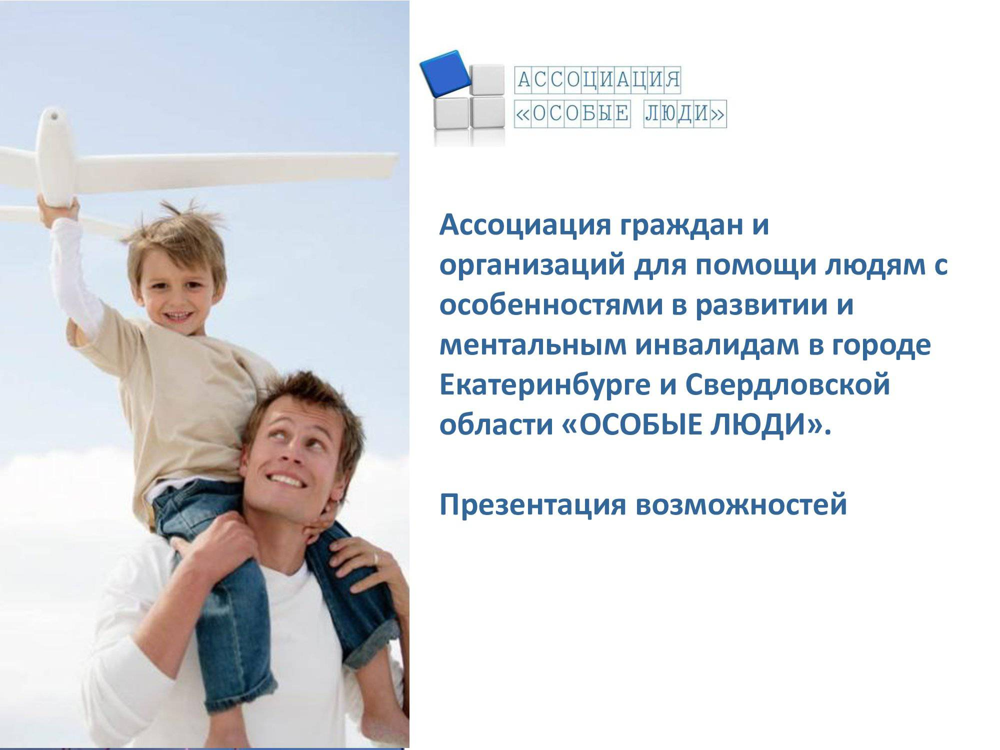 АССОЦИАЦИЯ
«ОСОБЫЕ ЛЮДИ»
Ассоциация граждан и
организаций для помощи людям с
особенностями в развитии и
ментальным инвалидам в городе
Екатеринбурге и Свердловской
области «ОСОБЫЕ ЛЮДИ».
Презентация возможностей